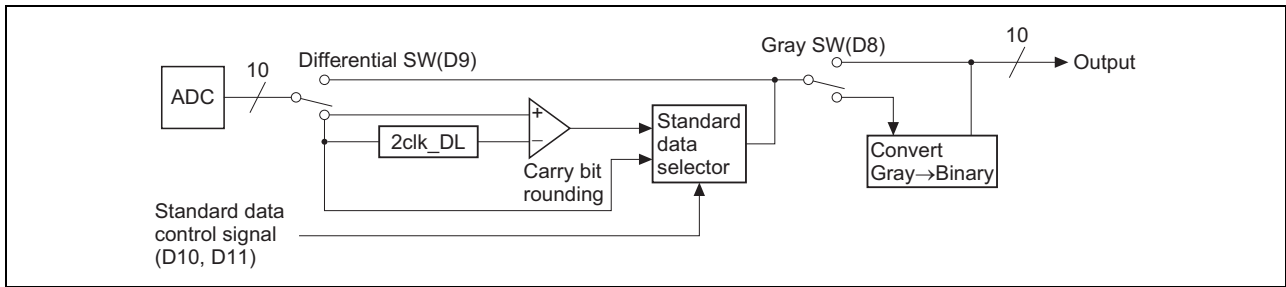 ADC
10
Differential SW(D9)
2clk_DL
+
−
Carry bit
rounding
Standard
data
selector
Standard data
control signal
(D10, D11)
Gray SW(D8)
Convert
Gray→Binary
10
Output